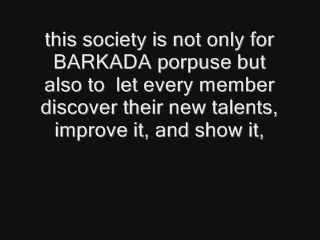 this society is not only for
BARKADA porpuse but
also to  let every member
discover their new talents,
improve it, and show it,